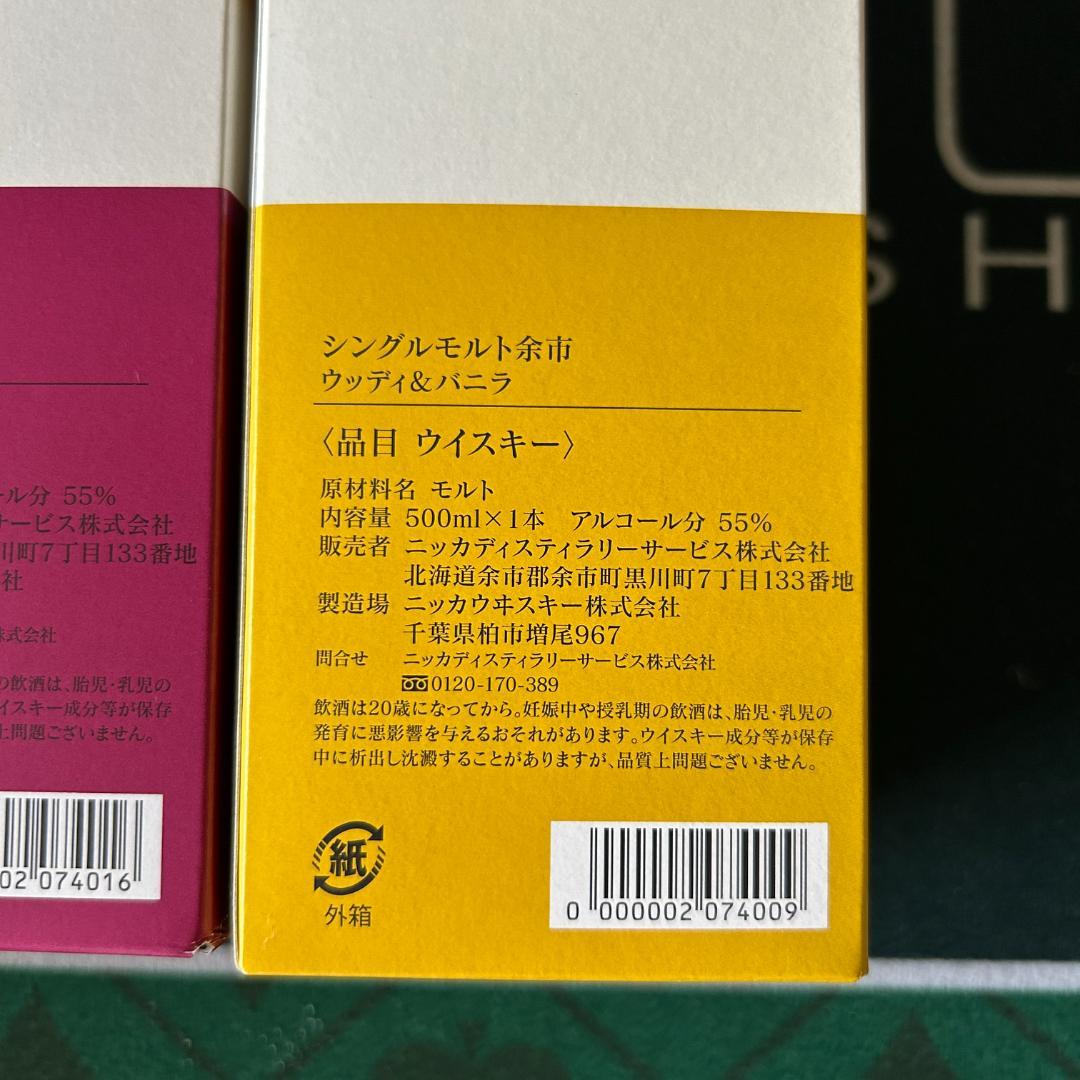 ール分 55%
サービス株式会社
川町7丁目133番地
社
株式会社
の飲酒は、胎児・乳児の
イスキー成分等が保存
上問題ございません。
02 074016
シングルモルト余市
ウッディ&バニラ
〈品目 ウイスキー〉
原材料名 モルト
内容量 500ml×1本 アルコール分 55%
販売者 ニッカディスティラリーサービス株式会社
北海道余市郡余市町黒川町7丁目133番地
製造場 ニッカウヰスキー株式会社
千葉県柏市増尾967
問合せ ニッカディスティラリーサービス株式会社
0120-170-389
飲酒は20歳になってから。妊娠中や授乳期の飲酒は、胎児・乳児の
発育に悪影響を与えるおそれがあります。ウイスキー成分等が保存
中に析出し沈澱することがありますが、品質上問題ございません。
紙
外箱
0 000002 074009
SH